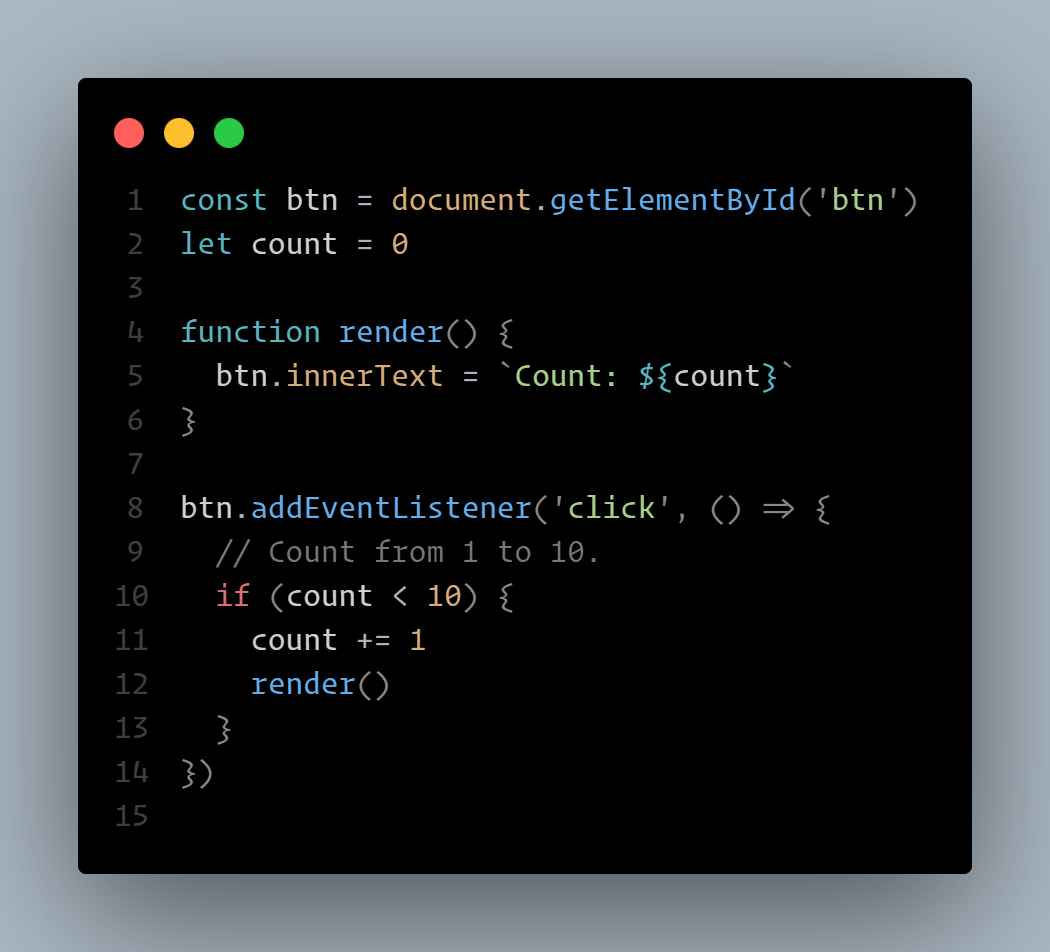 1 const btn = document.getElementById('btn')
2 let count = 0
3
4 function render() {
5   btn.innerText = `Count: ${count}`
6 }
7
8 btn.addEventListener('click', () => {
9   // Count from 1 to 10.
10   if (count < 10) {
11     count += 1
12     render()
13   }
14 })
15